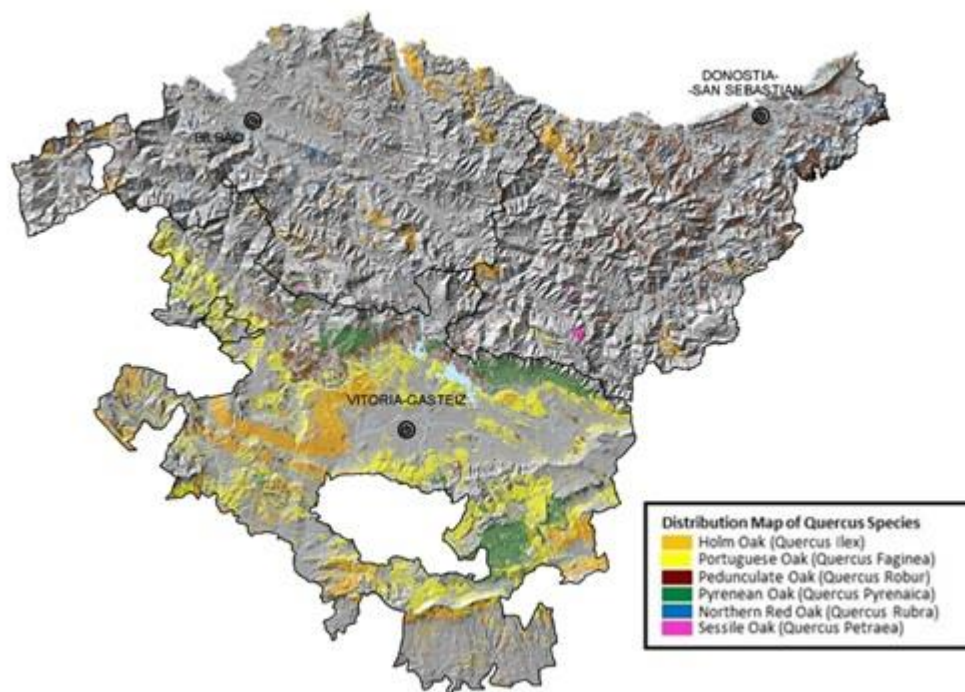 DONOSTIA-
-SAN SEBASTIAN
BILBAO
VITORIA-GASTEIZ
Distribution Map of Quercus Species
Holm Oak (Quercus Ilex)
Portuguese Oak (Quercus Faginea)
Pedunculate Oak (Quercus Robur)
Pyrenean Oak (Quercus Pyrenaica)
Northern Red Oak (Quercus Rubra)
Sessile Oak (Quercus Petraea)